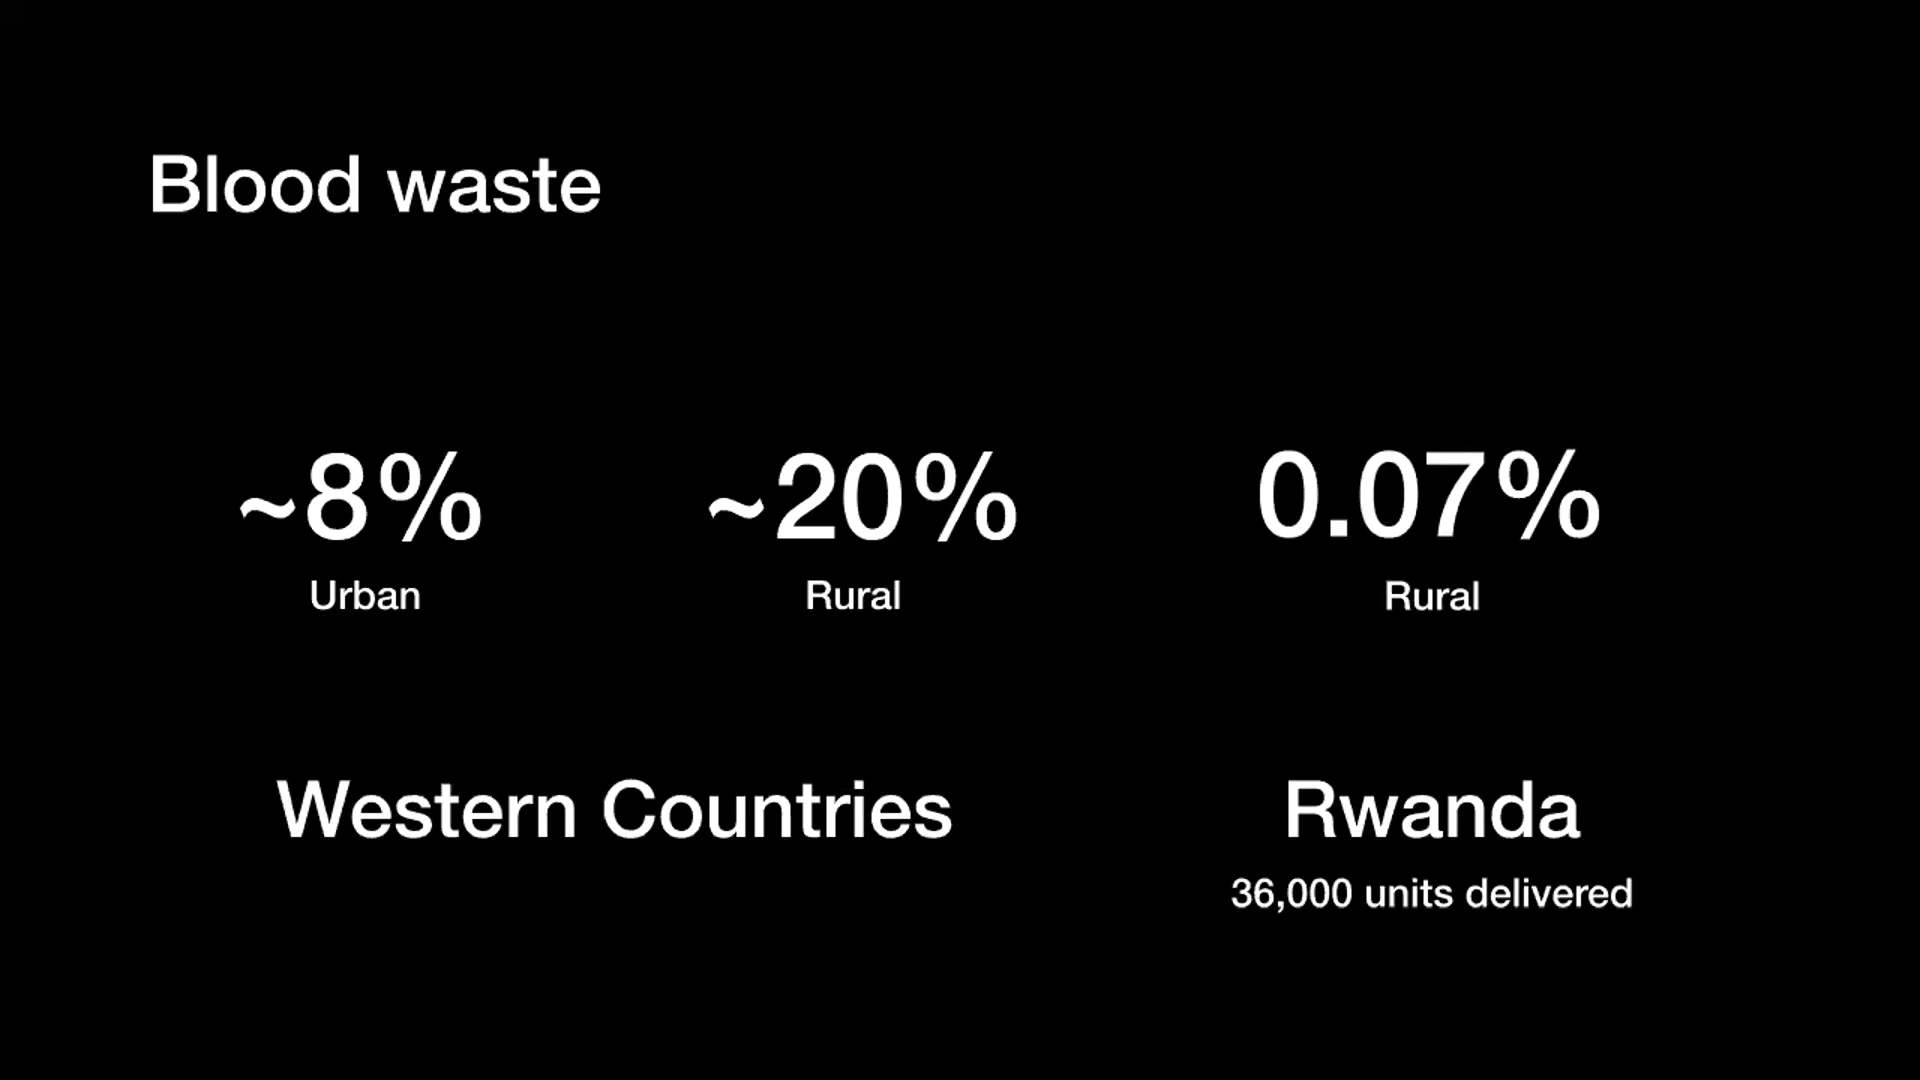 Blood waste
~8%
~20%
0.07%
Urban
Rural
Rural
Western Countries
Rwanda
36,000 units delivered